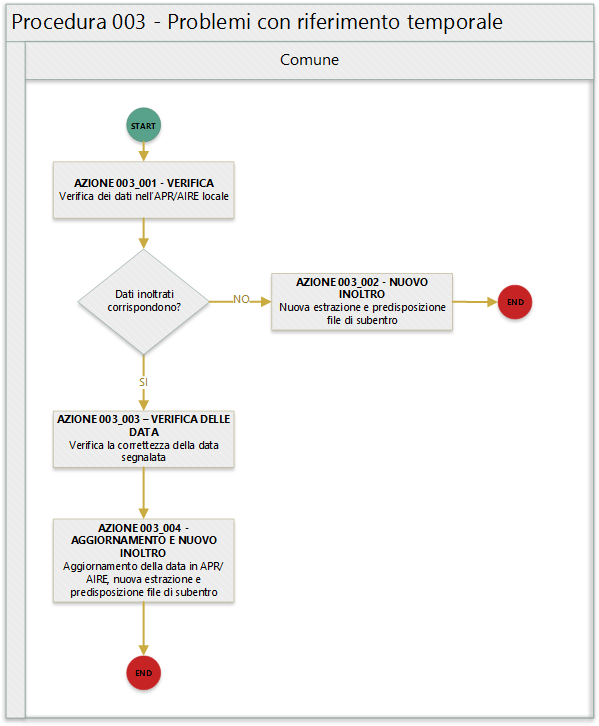 Procedura 003 - Problemi con riferimento temporale
Comune
START
AZIONE 003_001 - VERIFICA
Verifica dei dati nell'APR/AIRE locale
Dati inoltrati
corrispondono?
NO
AZIONE 003_002 - NUOVO
INOLTRO
Nuova estrazione e predisposizione
file di subentro
END
SI
AZIONE 003_003 – VERIFICA DELLE
DATA
Verifica la correttezza della data
segnalata
AZIONE 003_004 -
AGGIORNAMENTO E NUOVO
INOLTRO
Aggiornamento della data in APR/
AIRE, nuova estrazione e
predisposizione file di subentro
END